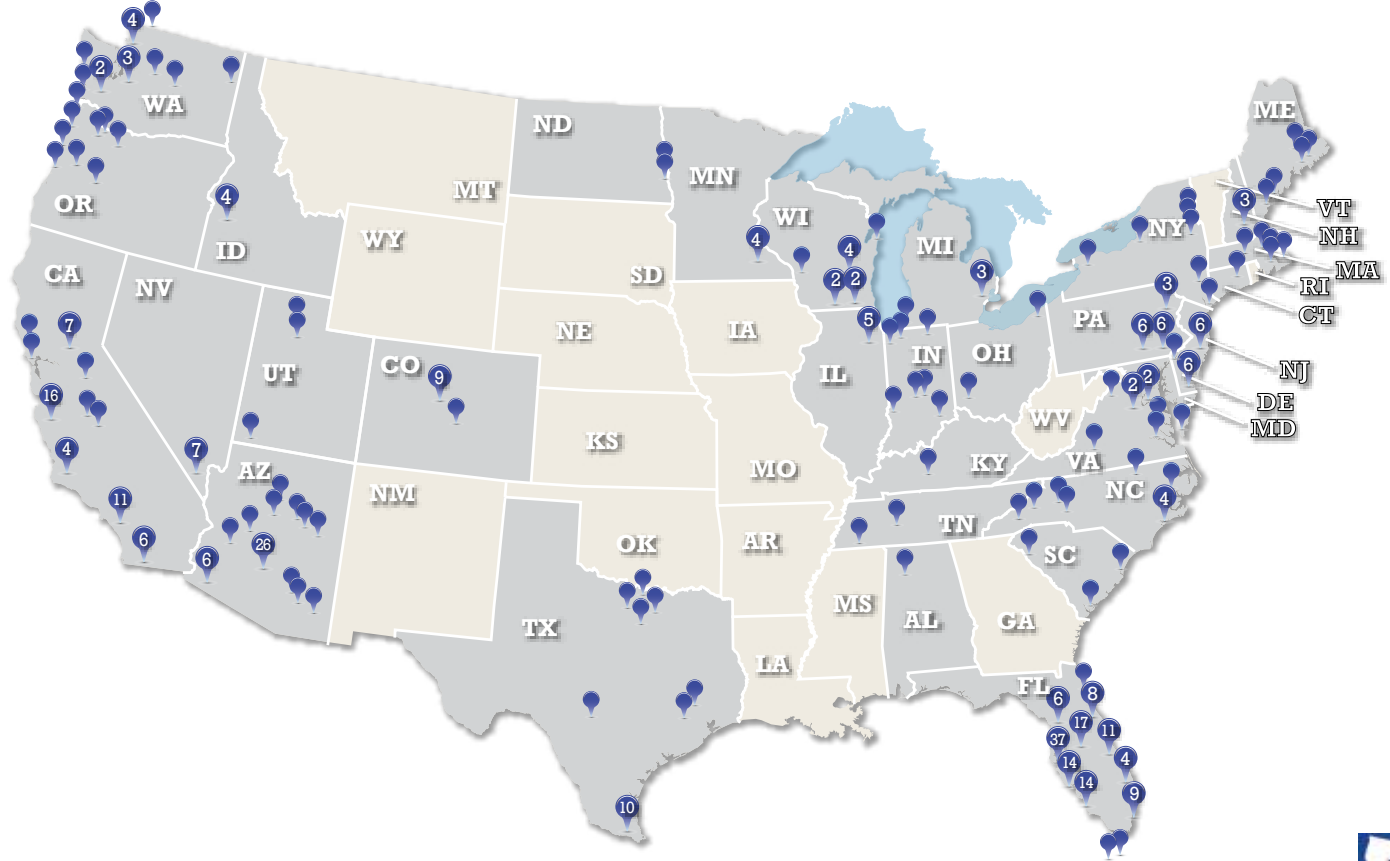 4
ME
2
3
WA
ND
MN
MT
OR
4
ID
WY
WI
4
4
MI
3
NY
3
VT
NH
MA
RI
CT
CA
NV
SD
2
2
3
7
NE
IA
5
IN
OH
PA
6
6
6
NJ
UT
CO
9
IL
2
2
6
DE
MD
16
4
7
KS
MO
WV
KY
VA
AZ
NM
NC
4
11
6
6
26
OK
AR
TN
SC
TX
MS
AL
GA
LA
FL
6
8
17
11
37
14
4
14
9
10